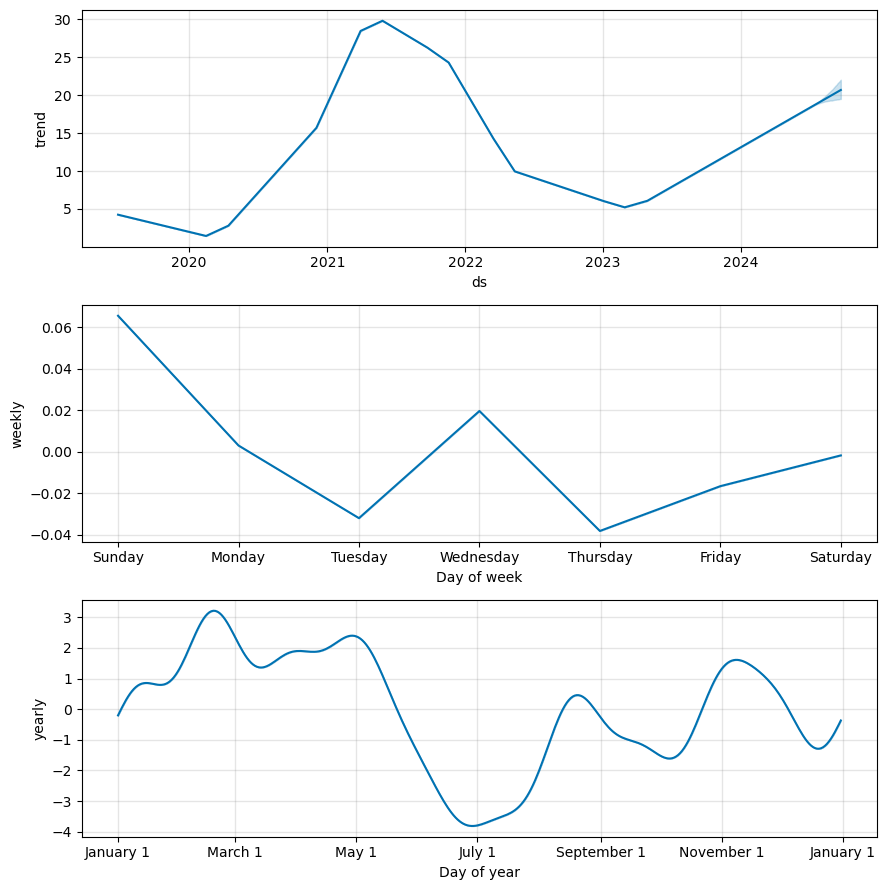 30
25
20
15
10
5
trend
2020 2021 2022 2023 2024
ds
0.06
0.04
0.02
0.00
−0.02
−0.04
weekly
Sunday Monday Tuesday Wednesday Thursday Friday Saturday
Day of week
3
2
1
0
−1
−2
−3
−4
yearly
January 1 March 1 May 1 July 1 September 1 November 1 January 1
Day of year